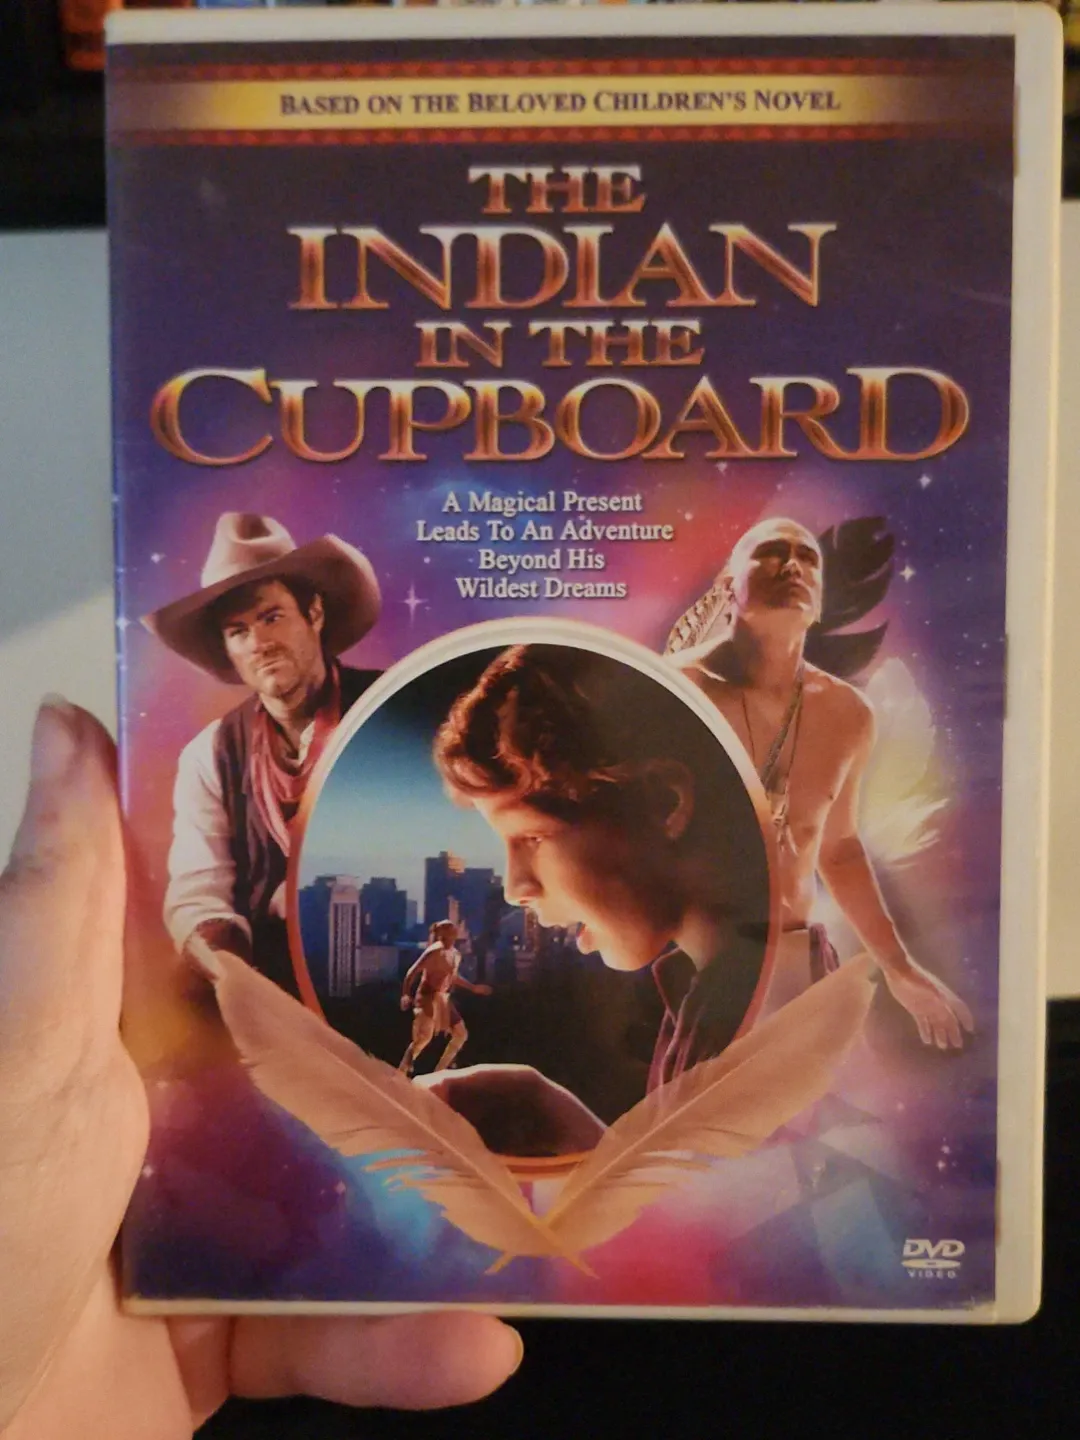 BASED ON THE BELOVED CHILDREN'S NOVEL
THE
INDIAN
IN THE
CUPBOARD
A Magical Present
Leads To An Adventure
Beyond His
Wildest Dreams
DVD
VIDEO